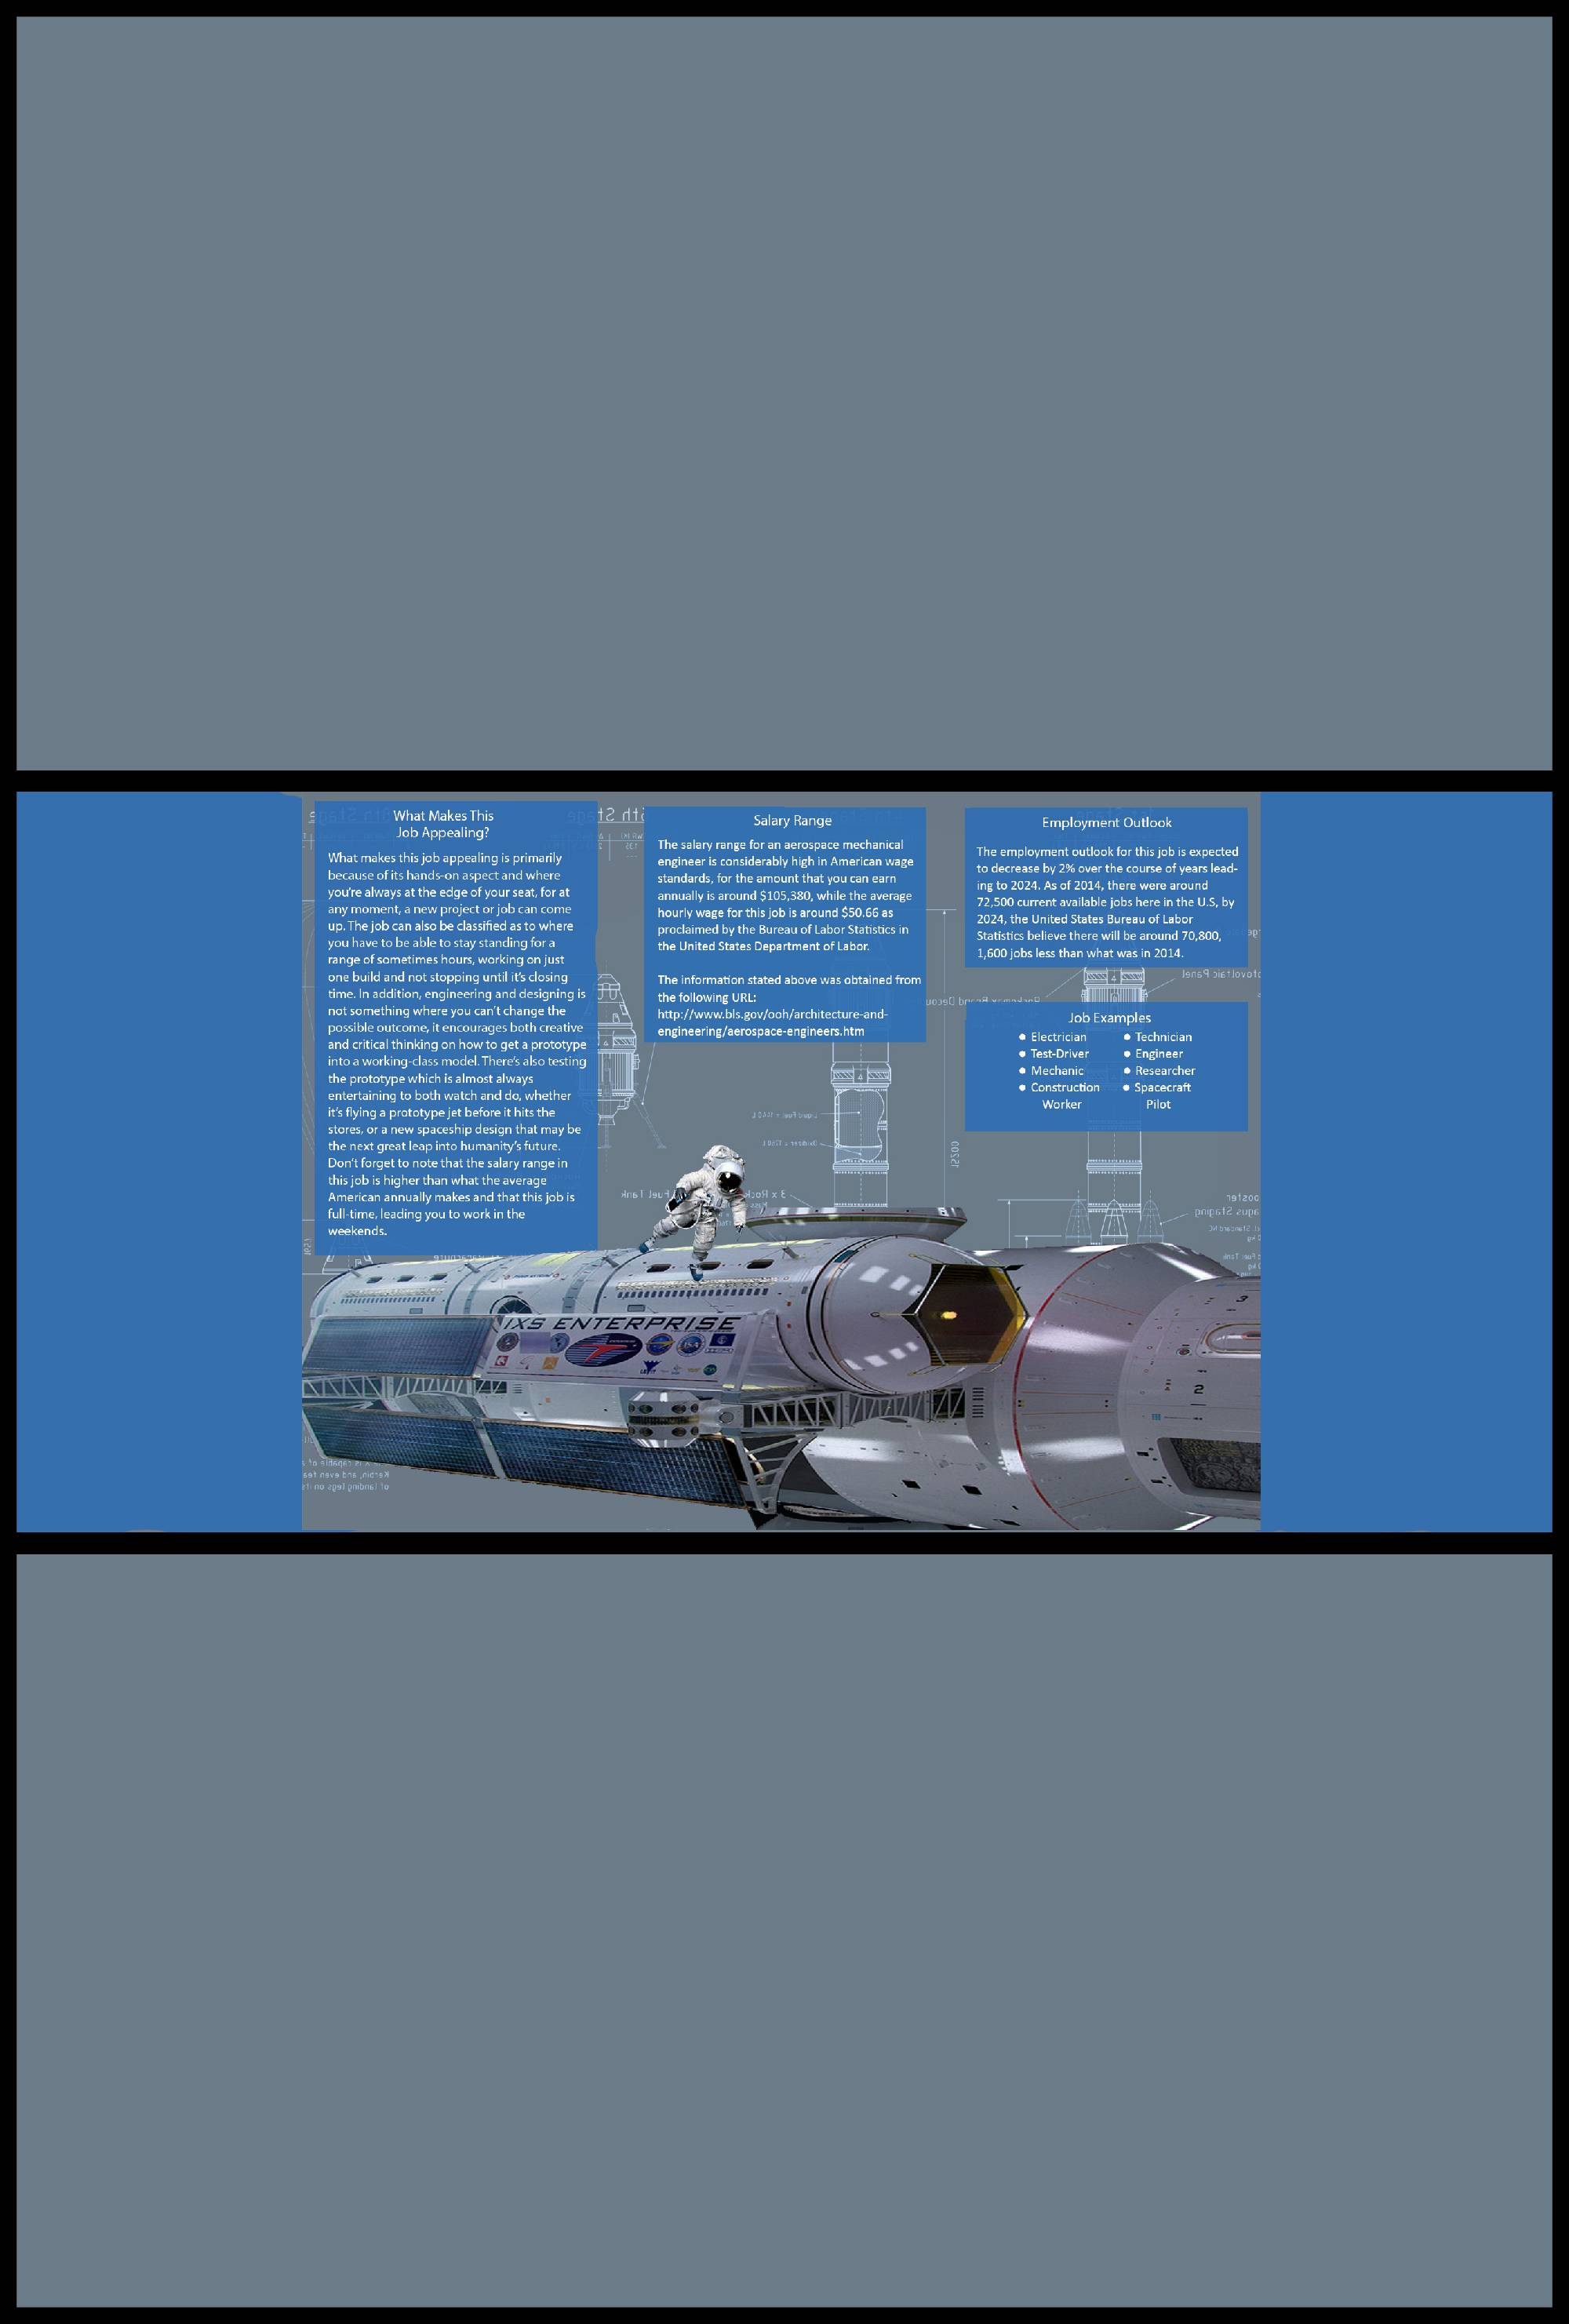 What Makes This
Job Appealing?
What makes this job appealing is primarily
because of its hands-on aspect and where
you're always at the edge of your seat, for at
any moment, a new project or job can come
up. The job can also be classified as to where
you have to be able to stay standing for a
range of sometimes hours, working on just
one build and not stopping until it's closing
time. In addition, engineering and designing is
not something where you can't change the
possible outcome, it encourages both creative
and critical thinking on how to get a prototype
into a working-class model. There's also testing
the prototype which is almost always
entertaining to both watch and do, whether
it's flying a prototype jet before it hits the
stores, or a new spaceship design that may be
the next great leap into humanity's future.
Don't forget to note that the salary range in
this job is higher than what the average
American annually makes and that this job is
full-time, leading you to work in the
weekends.
Salary Range
The salary range for an aerospace mechanical
engineer is considerably high in American wage
standards, for the amount that you can earn
annually is around $105,380, while the average
hourly wage for this job is around $50.66 as
proclaimed by the Bureau of Labor Statistics in
the United States Department of Labor.
The information stated above was obtained from
the following URL:
http://www.bls.gov/ooh/architecture-and-
engineering/aerospace-engineers.htm
Employment Outlook
The employment outlook for this job is expected
to decrease by 2% over the course of years lead-
ing to 2024. As of 2014, there were around
72,500 current available jobs here in the U.S, by
2024, the United States Bureau of Labor
Statistics believe there will be around 70,800,
1,600 jobs less than what was in 2014.
Job Examples
• Electrician
• Test-Driver
• Mechanic
• Construction
Worker
• Technician
• Engineer
• Researcher
• Spacecraft
Pilot
IXS ENTERPRISE
3
2